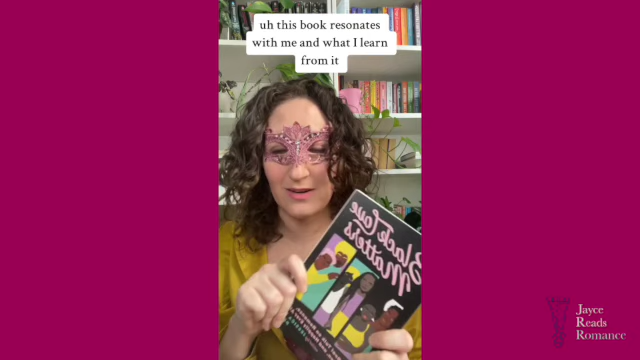 uh this book resonates
with me and what I learn
from it
Black Love
Matters
Jayce
Reads
Romance